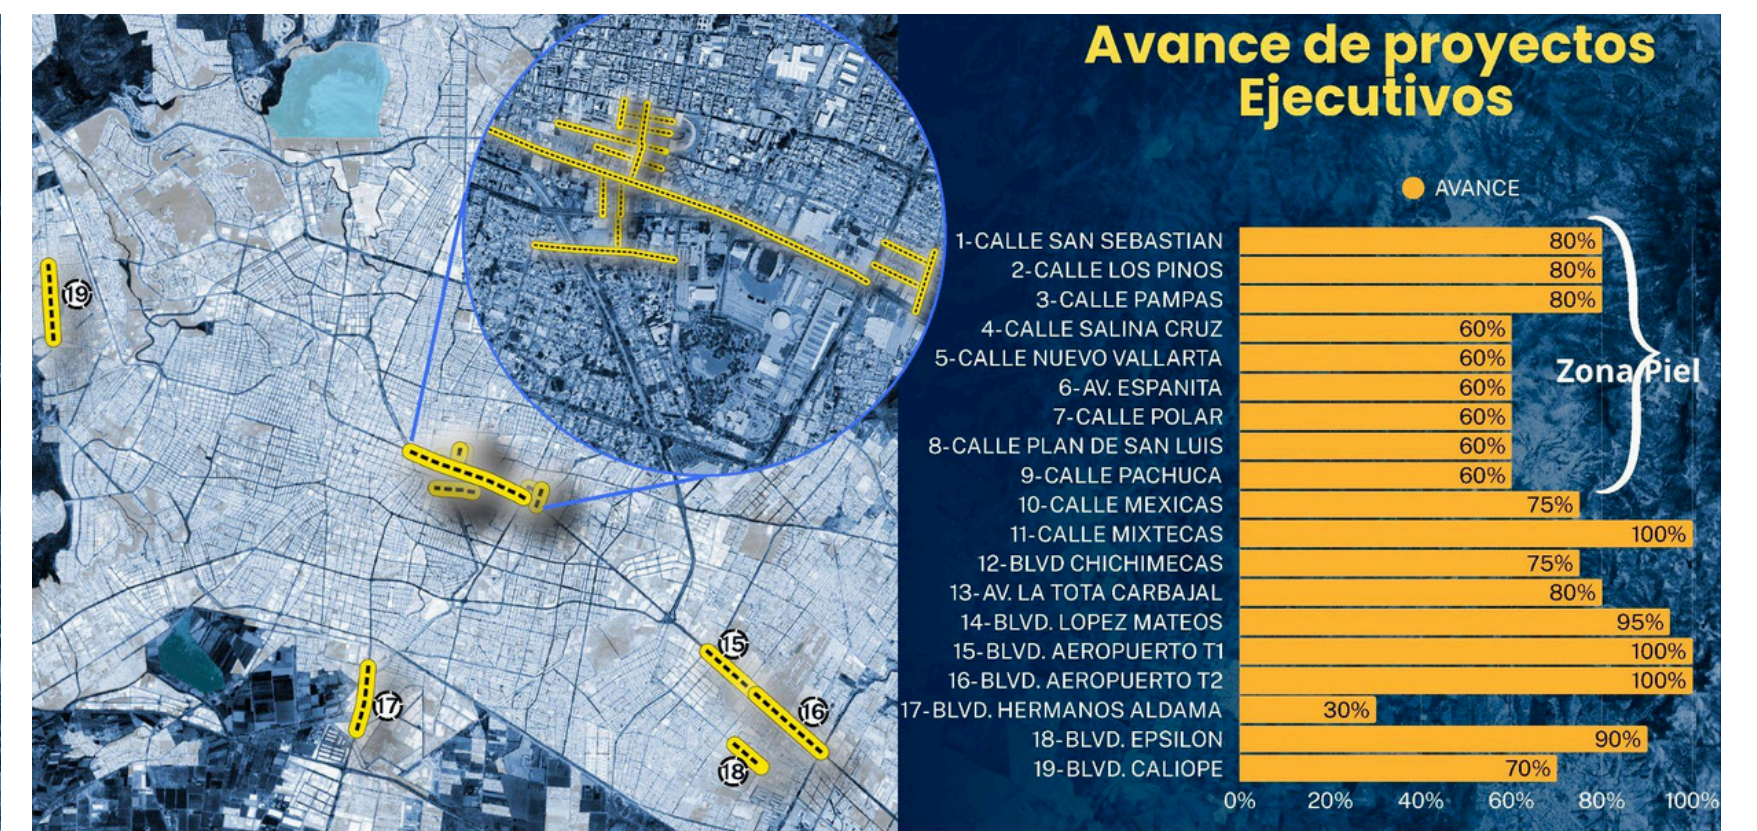 Avance de proyectos
Ejecutivos
AVANCE
1-CALLE SAN SEBASTIAN 80%
2-CALLE LOS PINOS 80%
3-CALLE PAMPAS 80%
4-CALLE SALINA CRUZ 60%
5-CALLE NUEVO VALLARTA 60%
6-AV. ESPANITA 60%
7-CALLE POLAR 60%
8-CALLE PLAN DE SAN LUIS 60%
9-CALLE PACHUCA 60%
Zona Piel
10-CALLE MEXICAS 75%
11-CALLE MIXTECAS 100%
12-BLVD CHICHIMECAS 75%
13-AV. LA TOTA CARBAJAL 80%
14-BLVD. LOPEZ MATEOS 95%
15-BLVD. AEROPUERTO T1 100%
16-BLVD. AEROPUERTO T2 100%
17-BLVD. HERMANOS ALDAMA 30%
18-BLVD. EPSILON 90%
19-BLVD. CALIOPE 70%
0% 20% 40% 60% 80% 100%
19
15
16
17
18